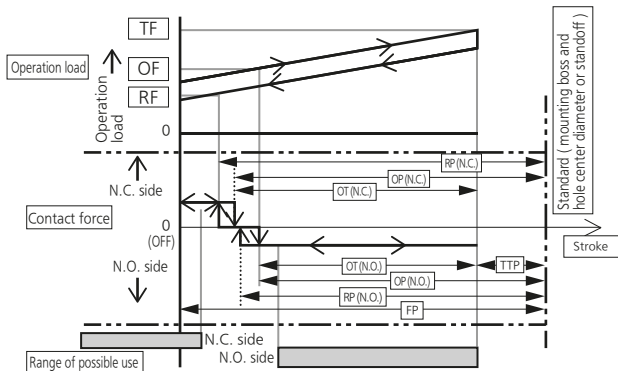 TF
Operation load
OF
RF
Operation
load
0
Standard ( mounting boss and
hole center diameter or standoff)
RP (N.C.)
OP (N.C.)
OT (N.C.)
N.C. side
Contact force
0
(OFF)
Stroke
N.O. side
OT (N.O.)
TTP
OP (N.O.)
RP (N.O.)
FP
N.C. side
N.O. side
Range of possible use